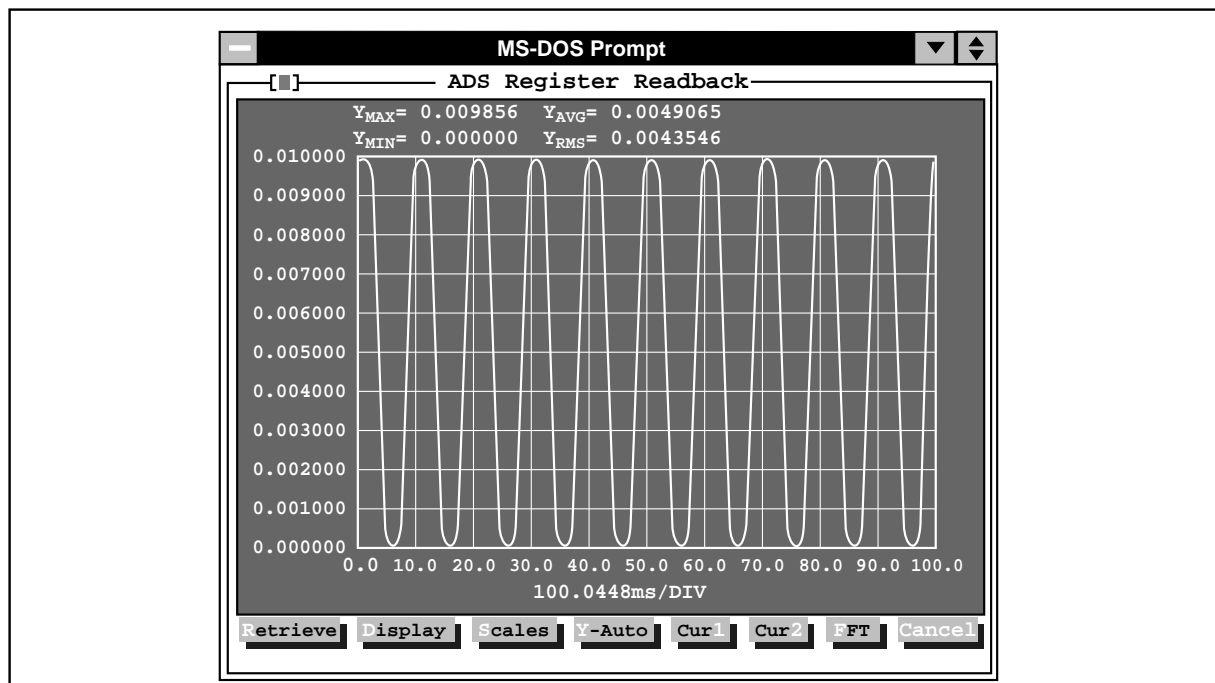 MS-DOS Prompt
ADS Register Readback
YMAX= 0.009856 YAVG= 0.0049065
YMIN= 0.000000 YRMS= 0.0043546
0.010000
0.009000
0.008000
0.007000
0.006000
0.005000
0.004000
0.003000
0.002000
0.001000
0.000000
0.0 10.0 20.0 30.0 40.0 50.0 60.0 70.0 80.0 90.0 100.0
100.0448ms/DIV
Retrieve Display Scales Y-Auto Cur1 Cur2 FFT Cancel